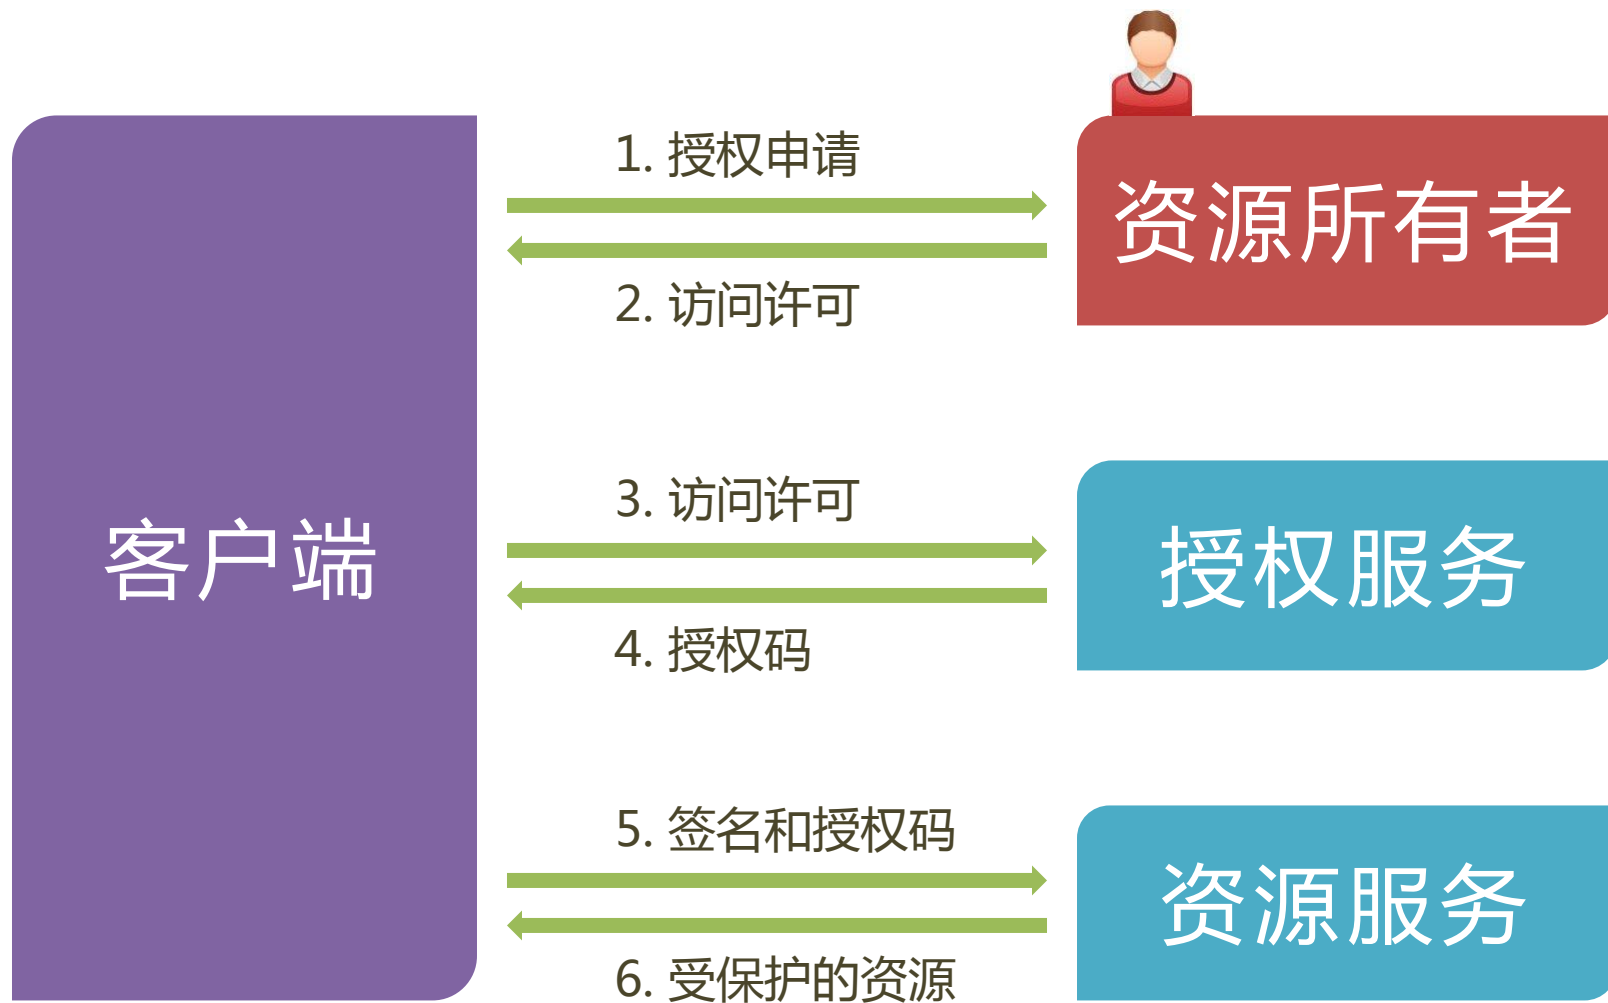 1. 授权申请
资源所有者
2. 访问许可
3. 访问许可
客户端
授权服务
4. 授权码
5. 签名和授权码
资源服务
6. 受保护的资源